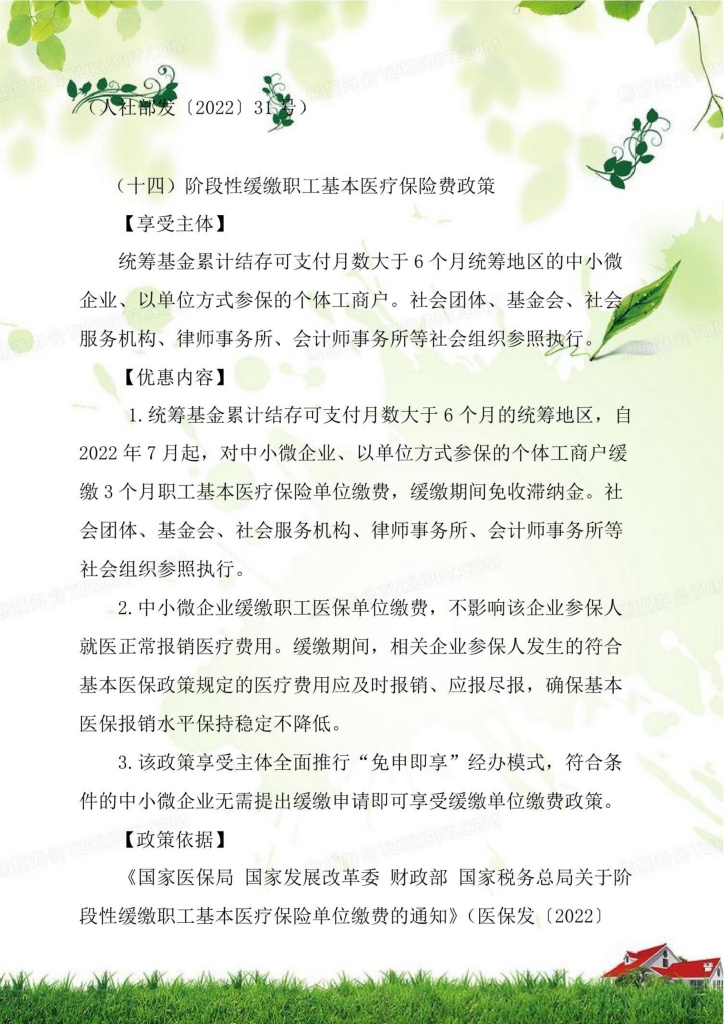 （人社部发〔2022〕31号）
（十四）阶段性缓缴职工基本医疗保险费政策
【享受主体】
统筹基金累计结存可支付月数大于6个月统筹地区的中小微
企业、以单位方式参保的个体工商户。社会团体、基金会、社会
服务机构、律师事务所、会计师事务所等社会组织参照执行。
【优惠内容】
1.统筹基金累计结存可支付月数大于6个月的统筹地区，自
2022年7月起，对中小微企业、以单位方式参保的个体工商户缓
缴3个月职工基本医疗保险单位缴费，缓缴期间免收滞纳金。社
会团体、基金会、社会服务机构、律师事务所、会计师事务所等
社会组织参照执行。
2.中小微企业缓缴职工医保单位缴费，不影响该企业参保人
就医正常报销医疗费用。缓缴期间，相关企业参保人发生的符合
基本医保政策规定的医疗费用应及时报销、应报尽报，确保基本
医保报销水平保持稳定不降低。
3.该政策享受主体全面推行“免申即享”经办模式，符合条
件的中小微企业无需提出缓缴申请即可享受缓缴单位缴费政策。
【政策依据】
《国家医保局 国家发展改革委 财政部 国家税务总局关于阶
段性缓缴职工基本医疗保险单位缴费的通知》（医保发〔2022〕